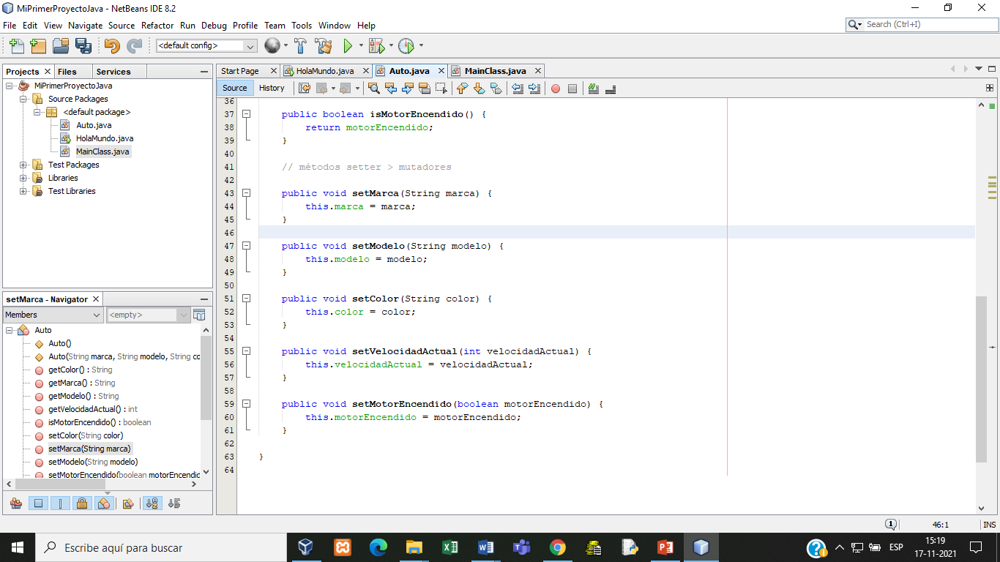 MiPrimerProyectoJava - NetBeans IDE 8.2
File Edit View Navigate Source Refactor Run Debug Profile Team Tools Window Help
Search (Ctrl+I)
<default config>
Projects Files Services
MiPrimerProyectoJava
Source Packages
<default package>
Auto.java
HolaMundo.java
MainClass.java
Test Packages
Libraries
Test Libraries
setMarca - Navigator
Members <empty>
Auto
Auto()
Auto(String marca, String modelo, String co
getColor() : String
getMarca() : String
getModelo() : String
getVelocidadActual() : int
isMotorEncendido() : boolean
setColor(String color)
setMarca(String marca)
setModelo(String modelo)
setMotorEncendido(boolean motorEncendid
Start Page HolaMundo.java Auto.java MainClass.java
Source History
36
37 public boolean isMotorEncendido() {
38 return motorEncendido;
39 }
40
41 // métodos setter > mutadores
42
43 public void setMarca(String marca) {
44 this.marca = marca;
45 }
46
47 public void setModelo(String modelo) {
48 this.modelo = modelo;
49 }
50
51 public void setColor(String color) {
52 this.color = color;
53 }
54
55 public void setVelocidadActual(int velocidadActual) {
56 this.velocidadActual = velocidadActual;
57 }
58
59 public void setMotorEncendido(boolean motorEncendido) {
60 this.motorEncendido = motorEncendido;
61 }
62
63 }
64
1 46:1 INS
Escribe aquí para buscar
ESP
15:19
17-11-2021